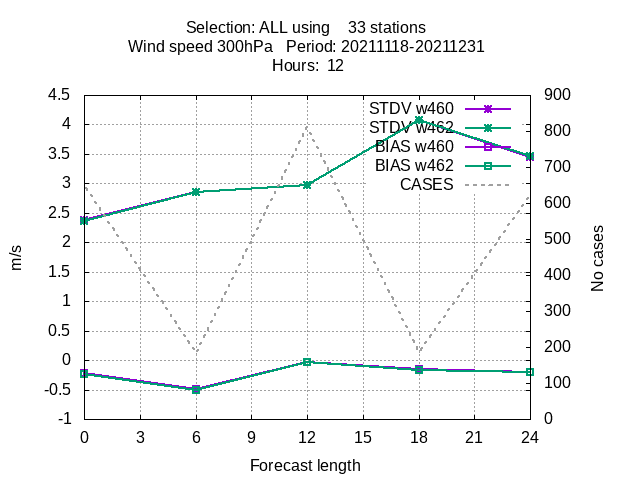 Selection: ALL using    33 stations
Wind speed 300hPa   Period: 20211118-20211231
Hours:  12
4.5
4
3.5
3
2.5
2
1.5
1
0.5
0
-0.5
-1
m/s
STDV w460
STDV w462
BIAS w460
BIAS w462
CASES
900
800
700
600
500
400
300
200
100
0
No cases
0 3 6 9 12 15 18 21 24
Forecast length